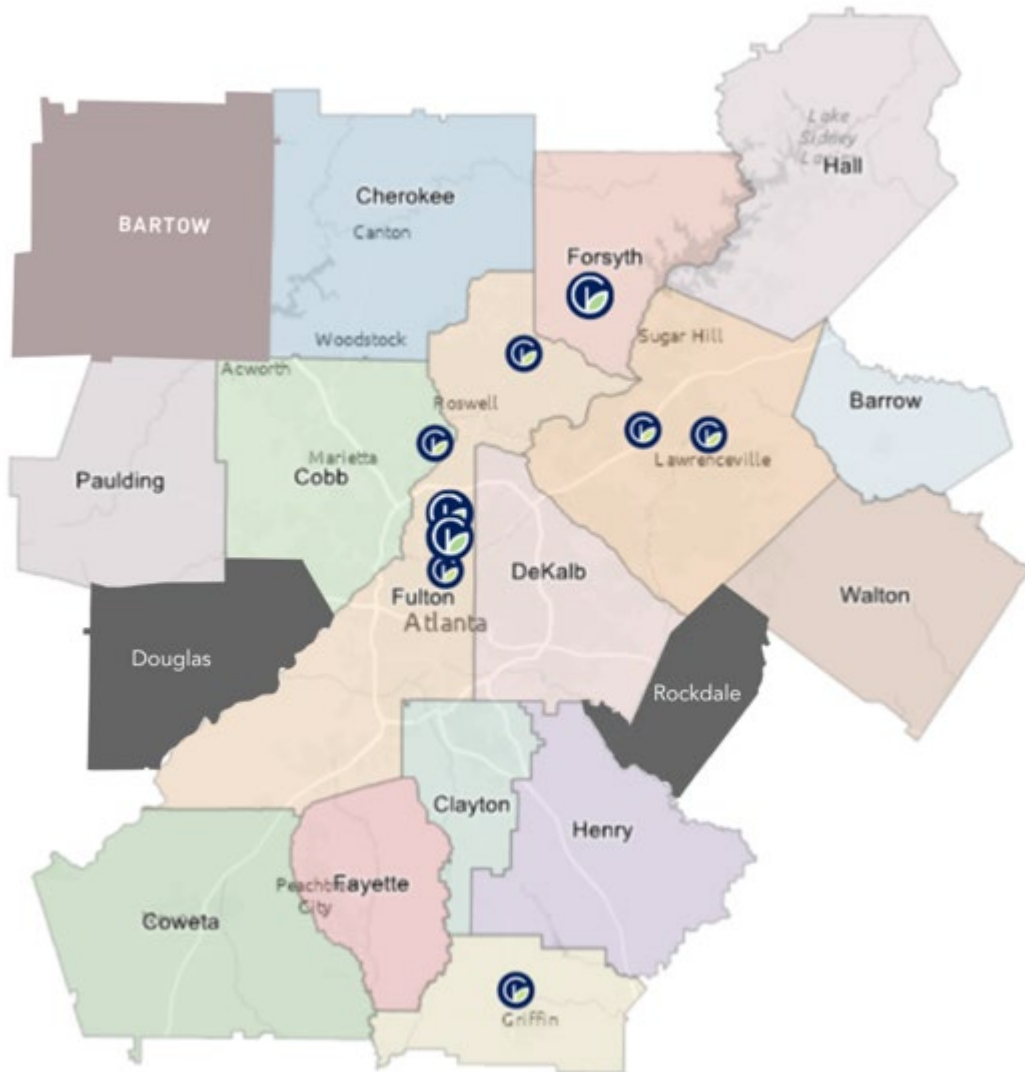 Lake
Sidney
Hall
BARTOW
Cherokee
Canton
Forsyth
Woodstock
Sugar Hill
Acworth
Roswell
Barrow
Marietta
Cobb
Lawrenceville
Paulding
DeKalb
Fulton
Atlanta
Walton
Douglas
Rockdale
Clayton
Henry
Fayette
City
Coweta
Griffin